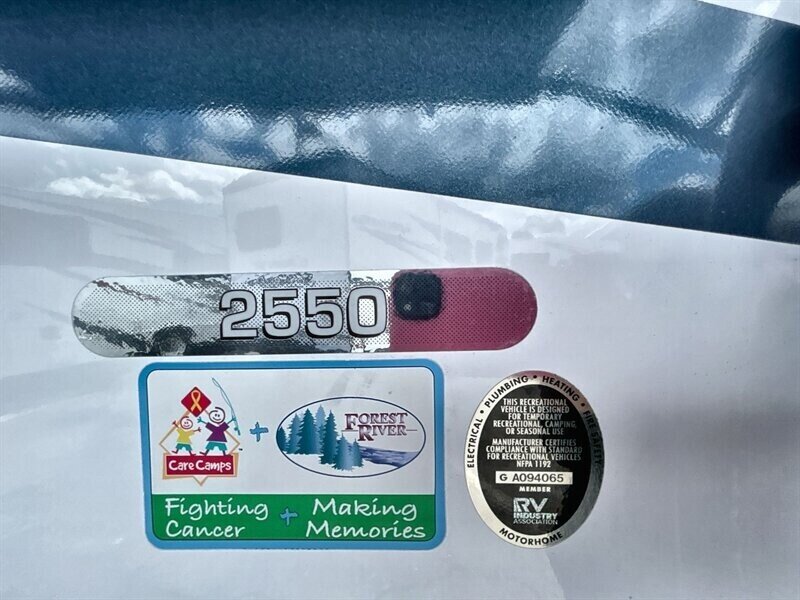 2550
Care Camps
+
FOREST
RIVER
Fighting
Cancer
+
Making
Memories
ELECTRICAL • PLUMBING • HEATING • FIRE SAFETY
THIS RECREATIONAL
VEHICLE IS DESIGNED
FOR TEMPORARY
RECREATIONAL, CAMPING,
OR SEASONAL USE
MANUFACTURER CERTIFIES
COMPLIANCE WITH STANDARD
FOR RECREATIONAL VEHICLES
NFPA 1192
G A094065
MEMBER
RV
INDUSTRY
ASSOCIATION
MOTORHOME